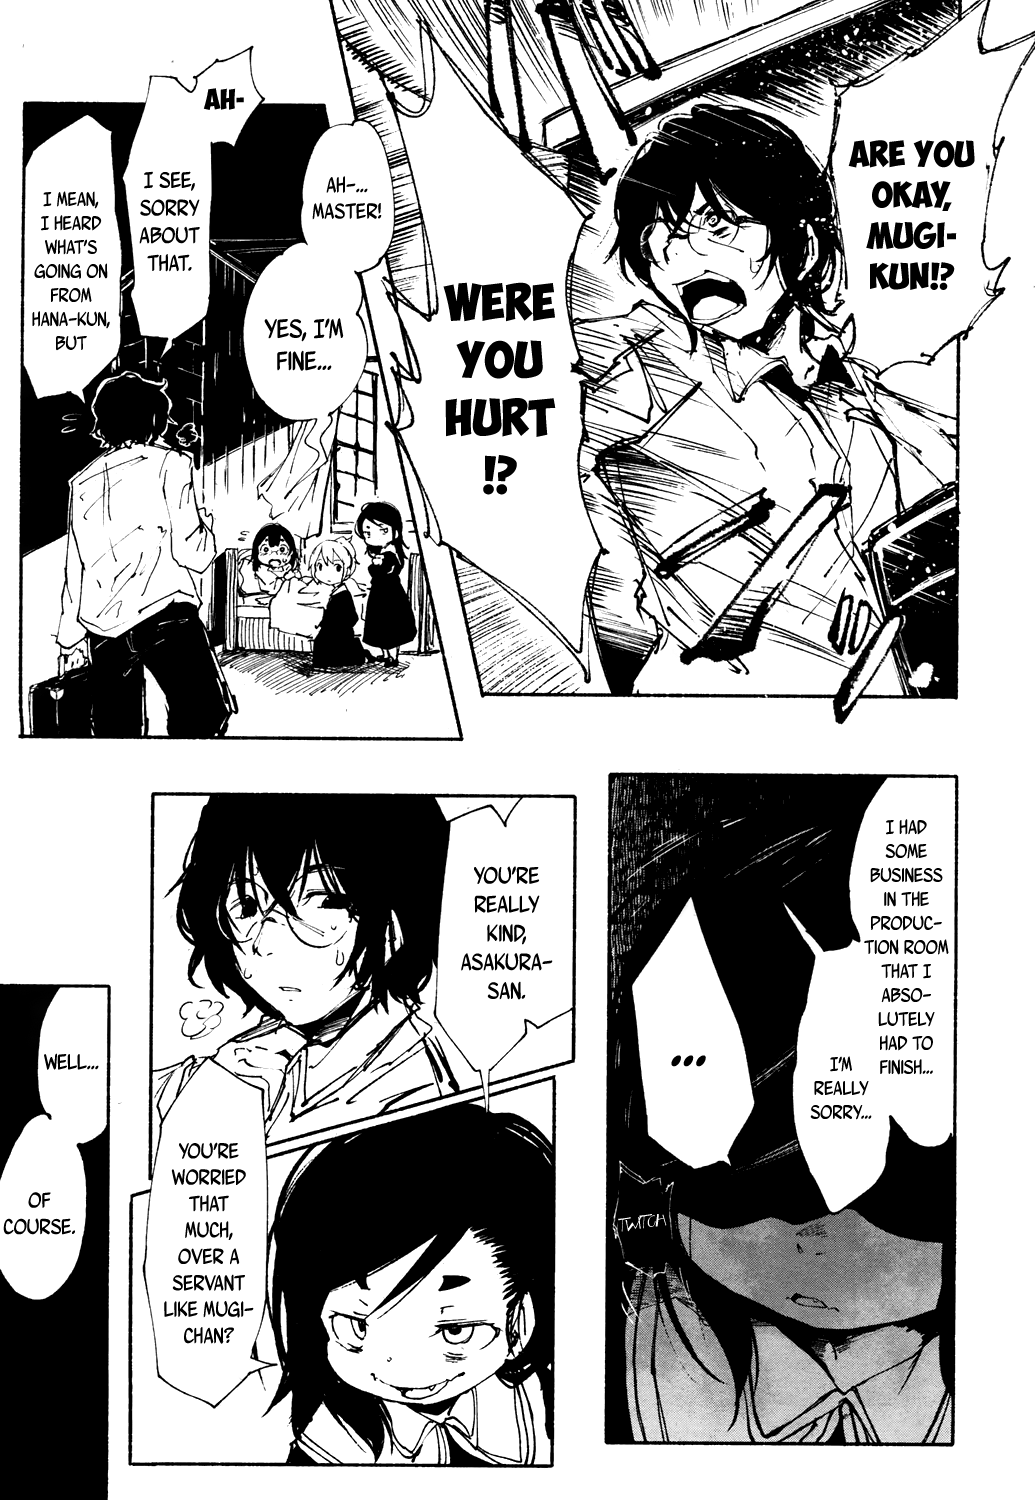 ARE YOU
OKAY,
MUGI-
KUN!?
WERE
YOU
HURT
!?
AH-...
MASTER!
YES, I'M
FINE...
AH-
I SEE,
SORRY
ABOUT
THAT.
I MEAN,
I HEARD
WHAT'S
GOING ON
FROM
HANA-KUN,
BUT
I HAD
SOME
BUSINESS
IN THE
PRODUC-
TION ROOM
THAT I
ABSO-
LUTELY
HAD TO
FINISH...
I'M
REALLY
SORRY...
...
TWITCH
YOU'RE
REALLY
KIND,
ASAKURA-
SAN.
YOU'RE
WORRIED
THAT
MUCH,
OVER A
SERVANT
LIKE MUGI-
CHAN?
WELL...
OF
COURSE.